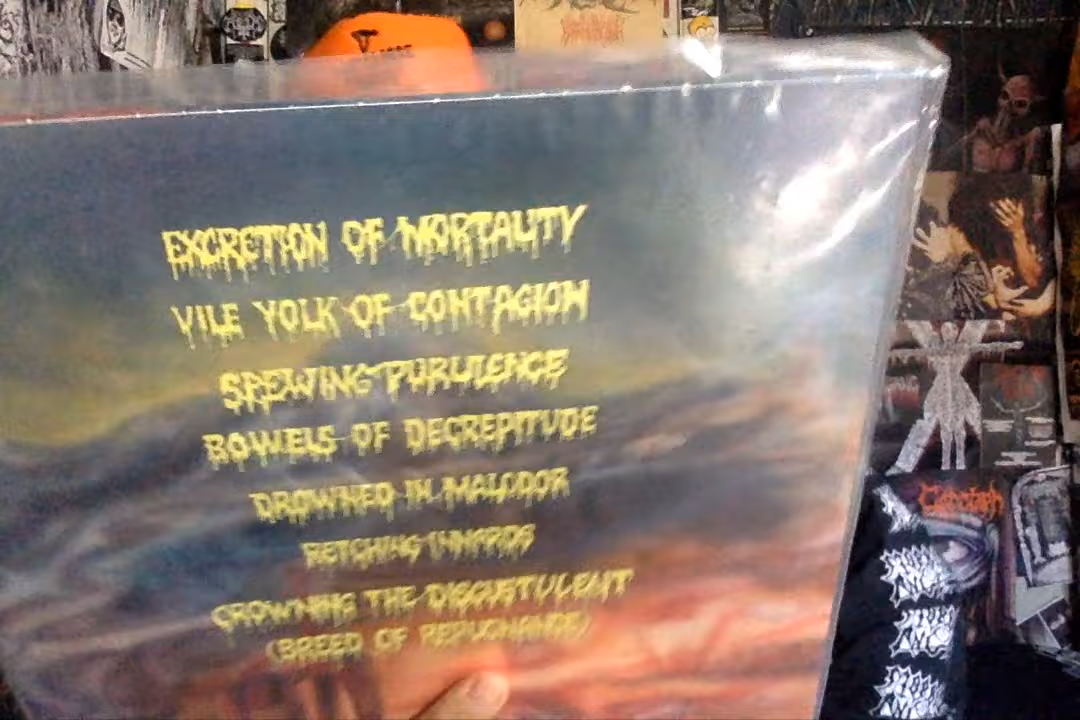 EXCRETION OF MORTALITY
VILE YOLK OF CONTAGION
SPEWING PURULENCE
BOWELS OF DECREPITUDE
DROWNED IN MALODOR
RETCHING INNARDS
CROWNING THE DISGUSTULENT
(BREED OF REPUGNANCE)